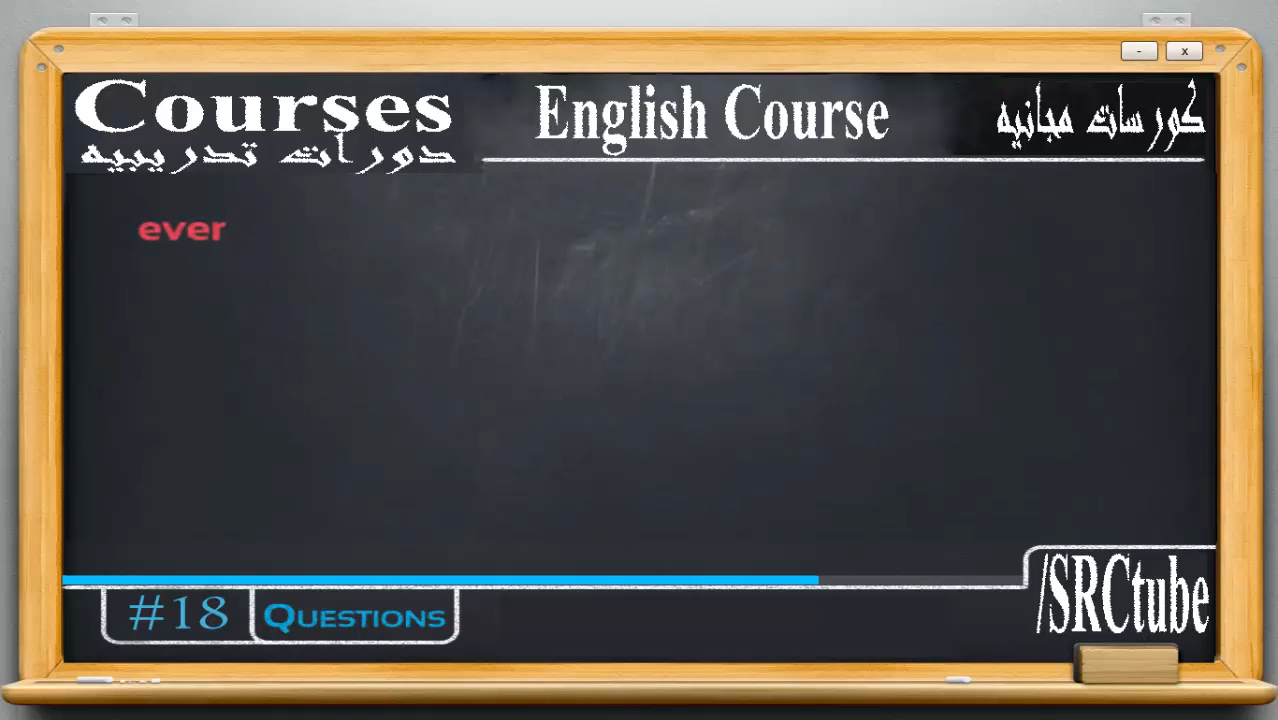 Courses
English Course
كورسات مجانيه
دورات تدريبيه
ever
#18
QUESTIONS
/SRCtube
- x